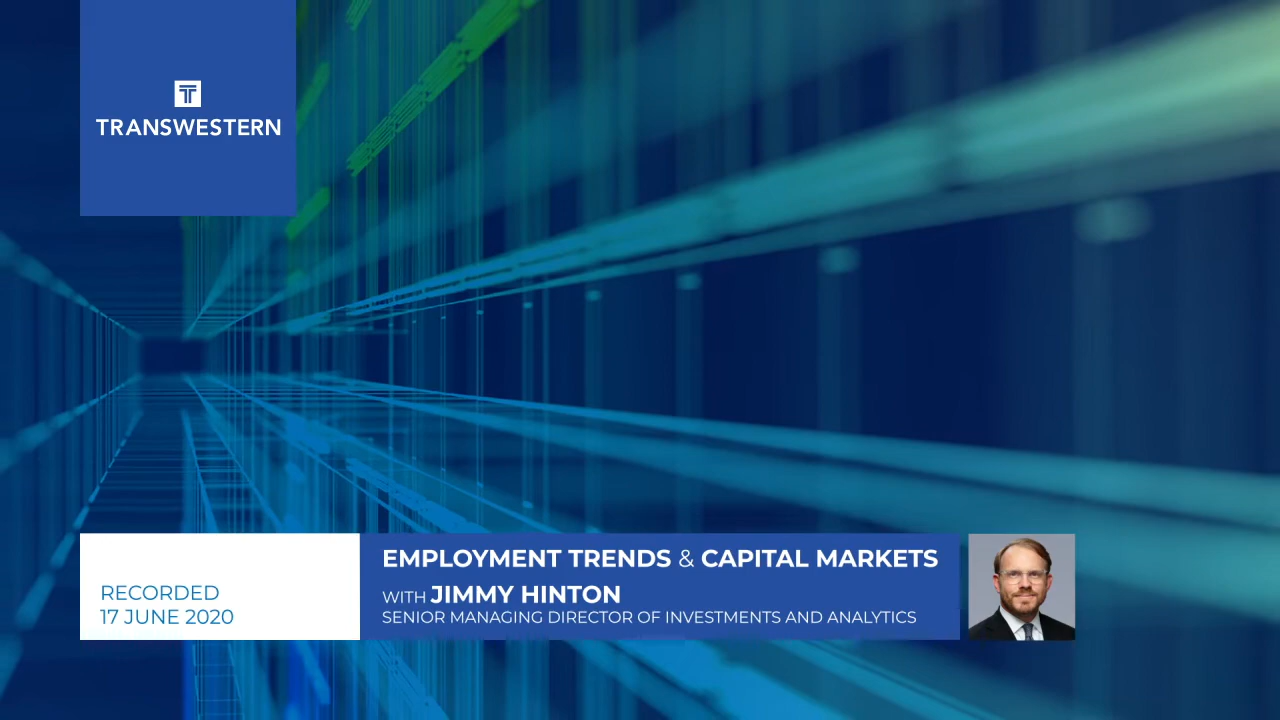 TRANSWESTERN
RECORDED
17 JUNE 2020
EMPLOYMENT TRENDS & CAPITAL MARKETS
WITH JIMMY HINTON
SENIOR MANAGING DIRECTOR OF INVESTMENTS AND ANALYTICS